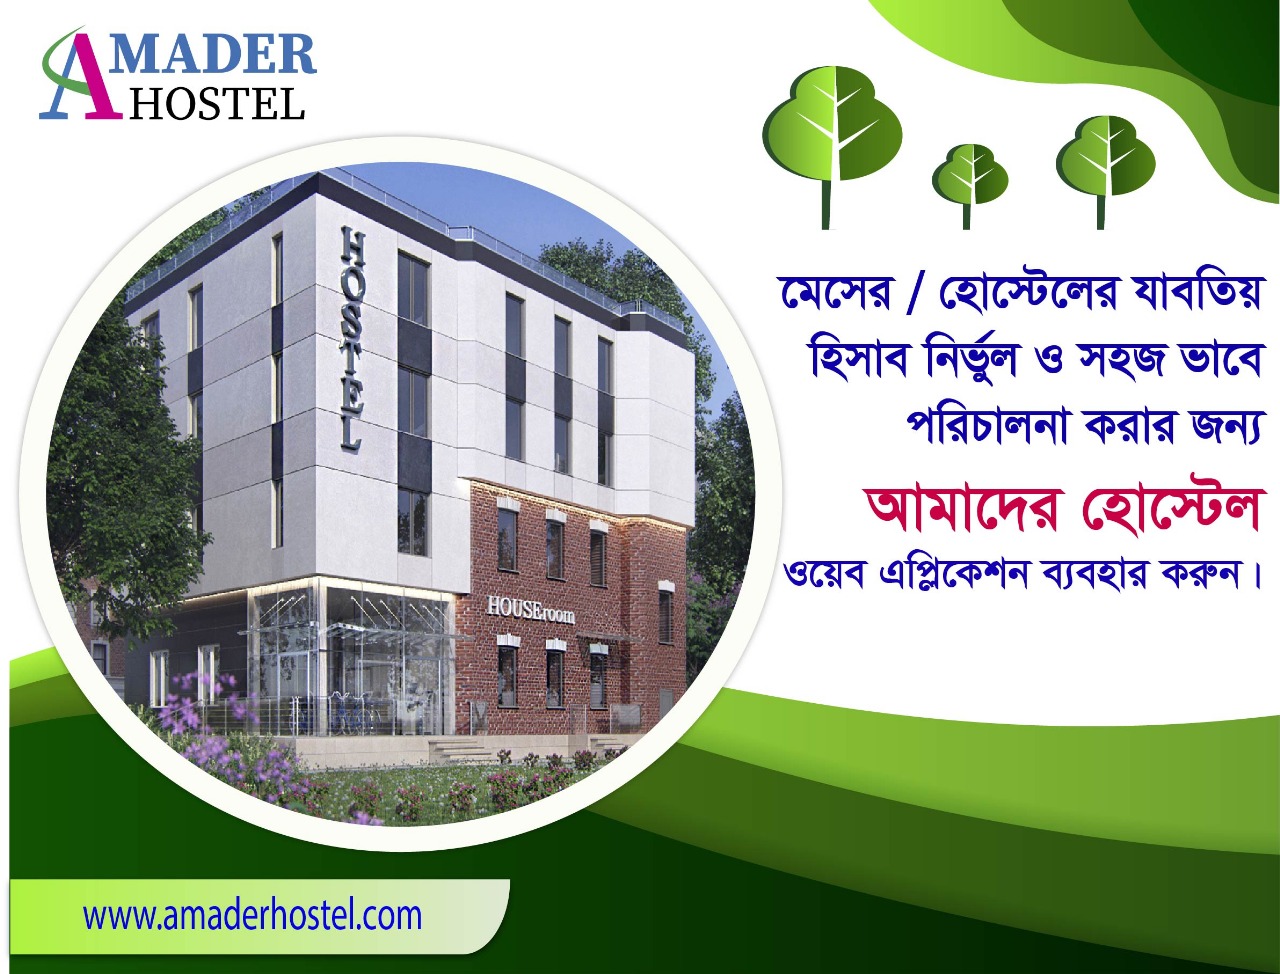 AMADER
HOSTEL
HOSTEL
HOUSEroom
মেসের / হোস্টেলের যাবতিয়
হিসাব নির্ভুল ও সহজ ভাবে
পরিচালনা করার জন্য
আমাদের হোস্টেল
ওয়েব এপ্লিকেশন ব্যবহার করুন।
www.amaderhostel.com